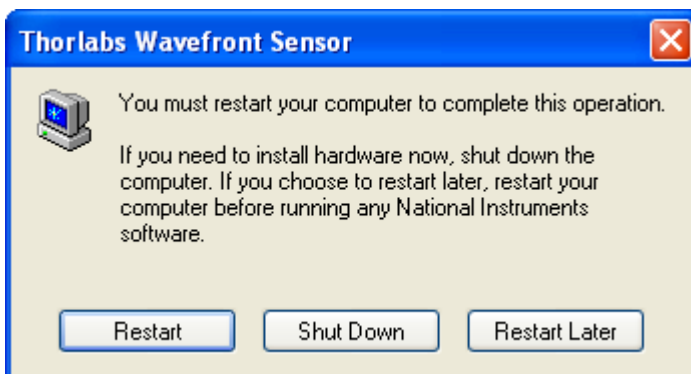 Thorlabs Wavefront Sensor
You must restart your computer to complete this operation.
If you need to install hardware now, shut down the
computer. If you choose to restart later, restart your
computer before running any National Instruments
software.
Restart
Shut Down
Restart Later